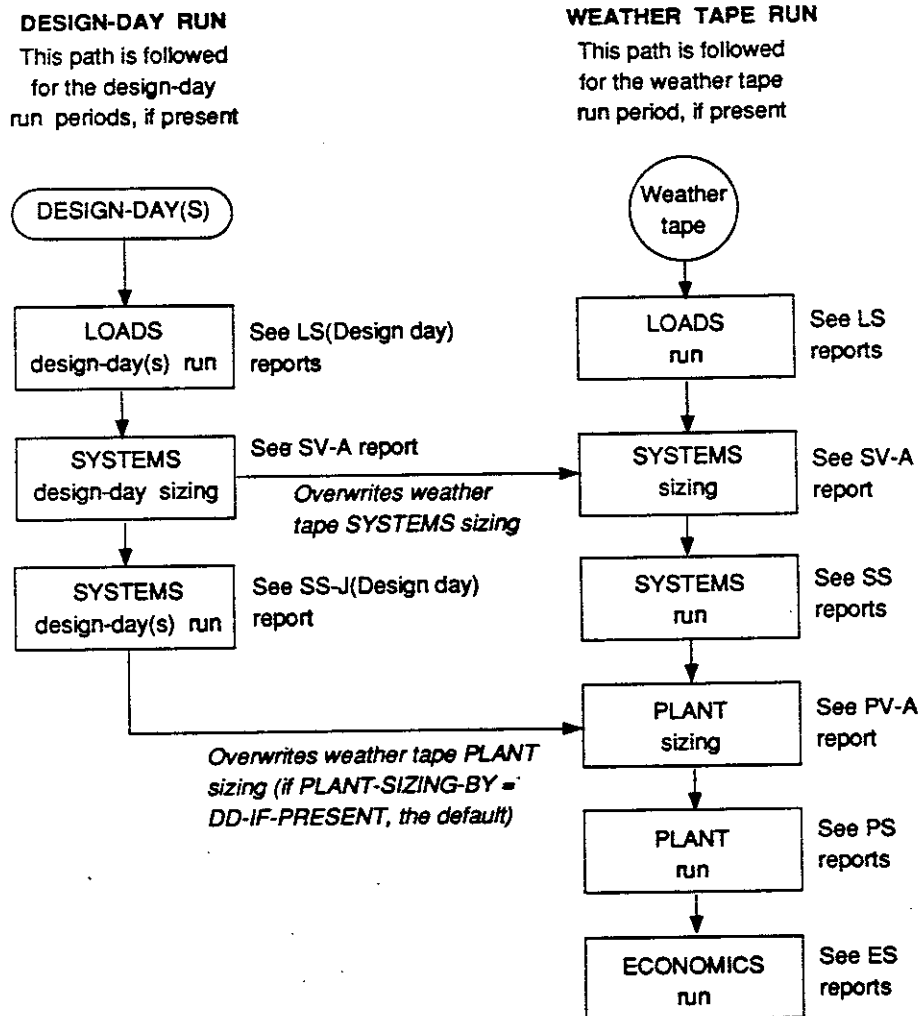 DESIGN-DAY RUN
This path is followed
for the design-day
run periods, if present
WEATHER TAPE RUN
This path is followed
for the weather tape
run period, if present
DESIGN-DAY(S)
Weather
tape
LOADS
design-day(s) run
See LS(Design day)
reports
LOADS
run
See LS
reports
SYSTEMS
design-day sizing
See SV-A report
Overwrites weather
tape SYSTEMS sizing
SYSTEMS
sizing
See SV-A
report
SYSTEMS
design-day(s) run
See SS-J(Design day)
report
SYSTEMS
run
See SS
reports
Overwrites weather tape PLANT
sizing (if PLANT-SIZING-BY =
DD-IF-PRESENT, the default)
PLANT
sizing
See PV-A
report
PLANT
run
See PS
reports
ECONOMICS
run
See ES
reports